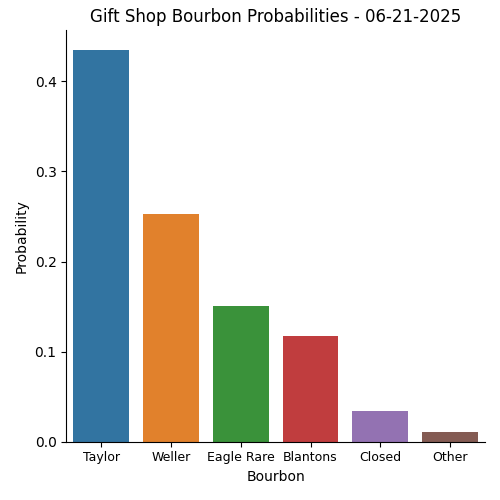 Gift Shop Bourbon Probabilities - 06-21-2025
0.4
0.3
0.2
0.1
0.0
Probability
Taylor Weller Eagle Rare Blantons Closed Other
Bourbon